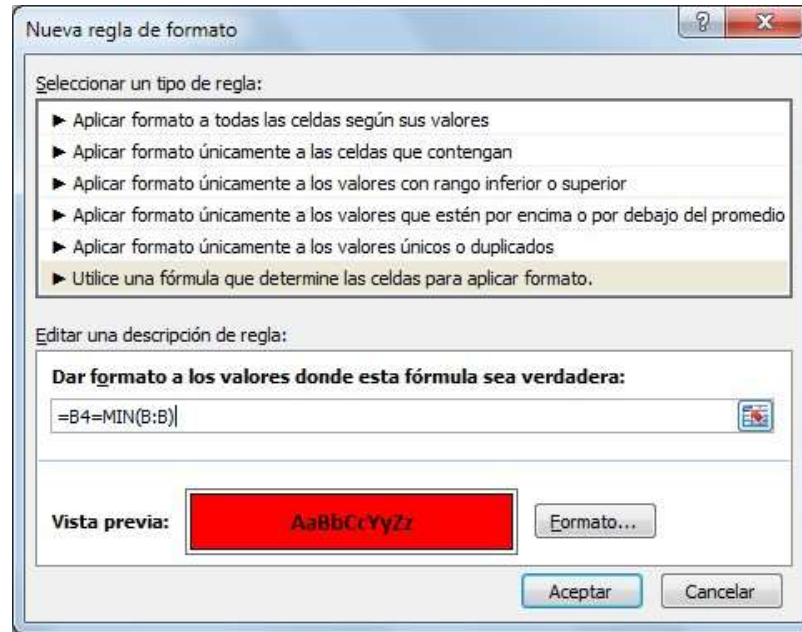 Nueva regla de formato
Seleccionar un tipo de regla:
► Aplicar formato a todas las celdas según sus valores
► Aplicar formato únicamente a las celdas que contengan
► Aplicar formato únicamente a los valores con rango inferior o superior
► Aplicar formato únicamente a los valores que estén por encima o por debajo del promedio
► Aplicar formato únicamente a los valores únicos o duplicados
► Utilice una fórmula que determine las celdas para aplicar formato.
Editar una descripción de regla:
Dar formato a los valores donde esta fórmula sea verdadera:
=B4=MIN(B:B)
Vista previa: AaBbCcYyZz Formato...
Aceptar Cancelar